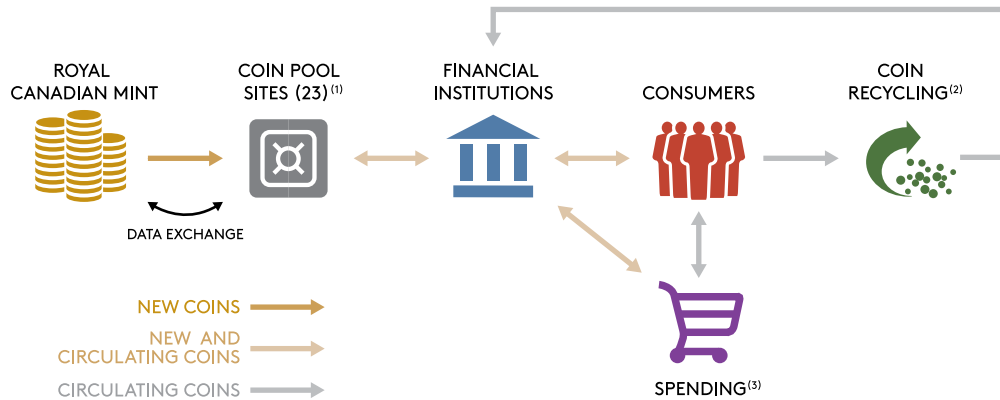 ROYAL
CANADIAN MINT
COIN POOL
SITES (23)(1)
FINANCIAL
INSTITUTIONS
CONSUMERS
COIN
RECYCLING(2)
DATA EXCHANGE
NEW COINS
NEW AND
CIRCULATING COINS
CIRCULATING COINS
SPENDING(3)